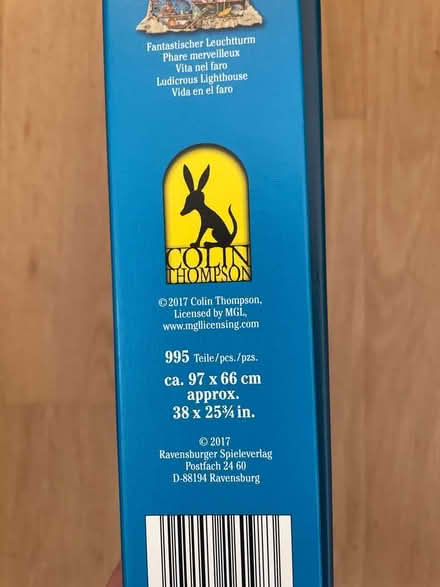 Fantastischer Leuchtturm
Phare merveilleux
Vita nel faro
Ludicrous Lighthouse
Vida en el faro
COLIN
THOMPSON
© 2017 Colin Thompson,
Licensed by MGL,
www.mgllicensing.com
995 Teile/pcs./pzs.
ca. 97 x 66 cm
approx.
38 x 25¾ in.
© 2017
Ravensburger Spieleverlag
Postfach 24 60
D-88194 Ravensburg